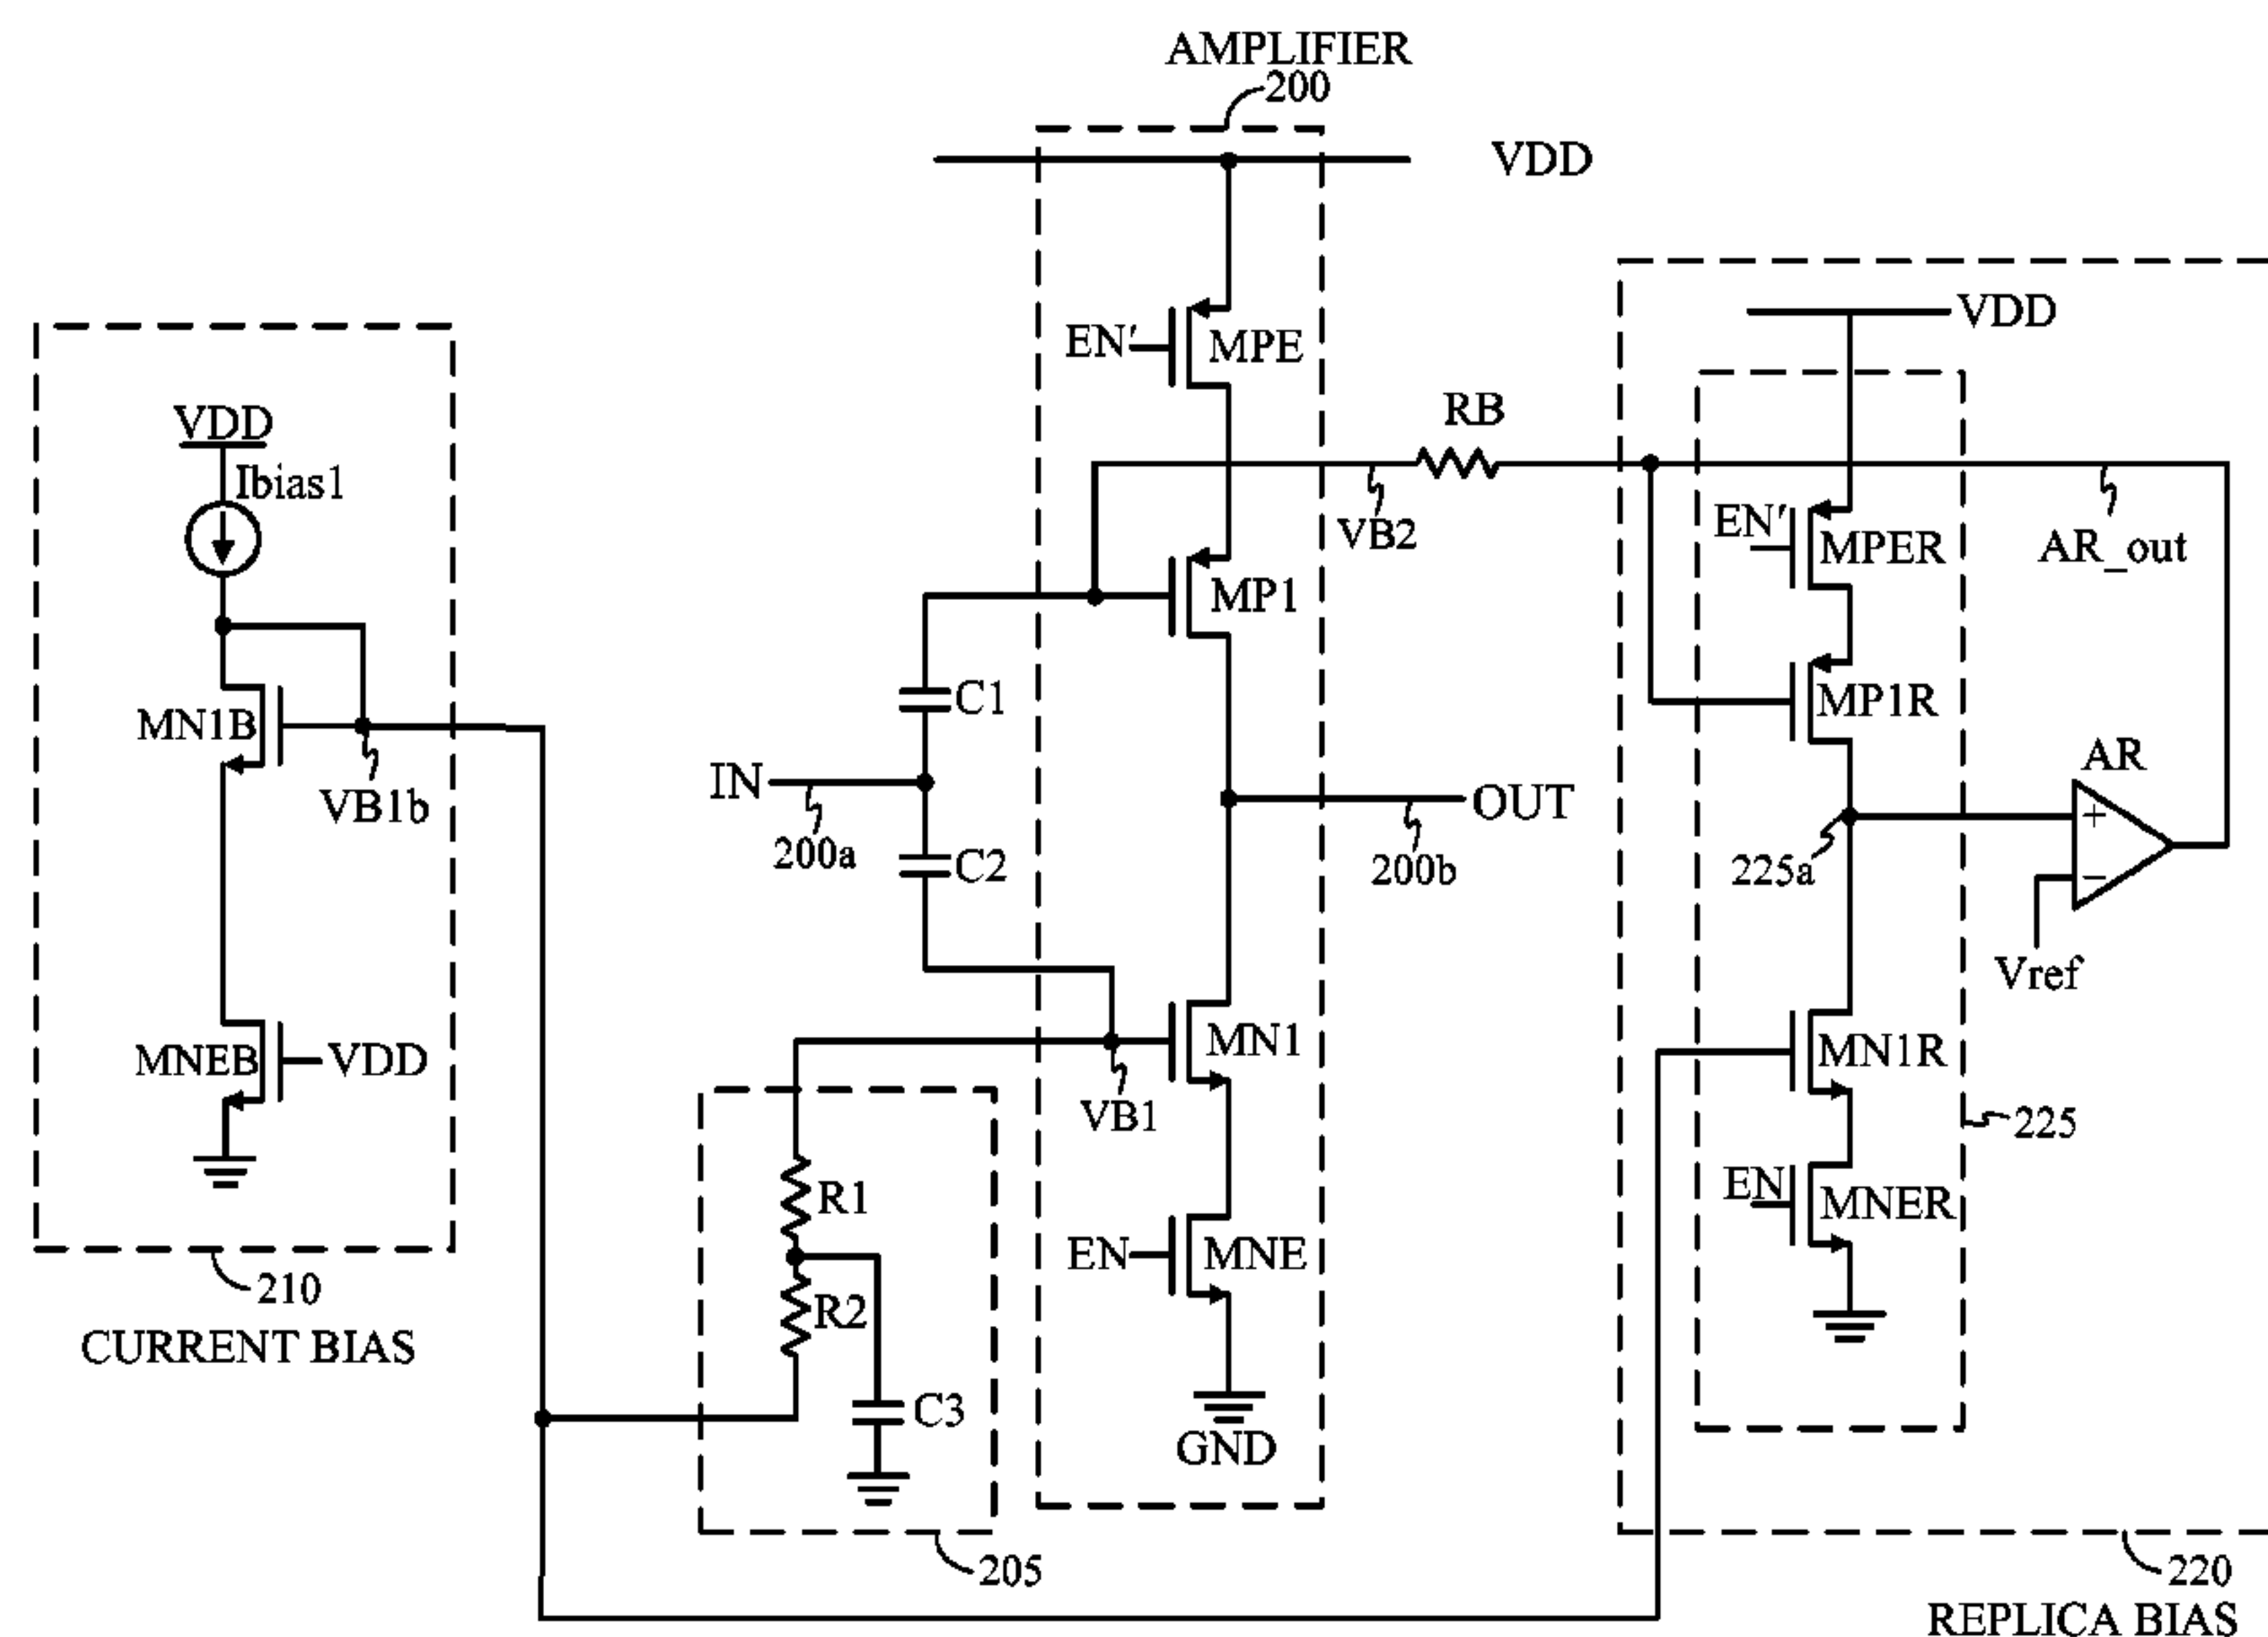 AMPLIFIER
200
VDD
VDD
EN'
MPE
RB
VDD
Ibias1
VB2
EN'
MPER
AR_out
MP1
C1
MP1R
MN1B
VB1b
IN
200a
OUT
200b
AR
+
−
225a
C2
Vref
MNEB
VDD
MN1
VB1
MN1R
225
R1
EN
MNER
EN
MNE
R2
210
CURRENT BIAS
C3
GND
205
220
REPLICA BIAS